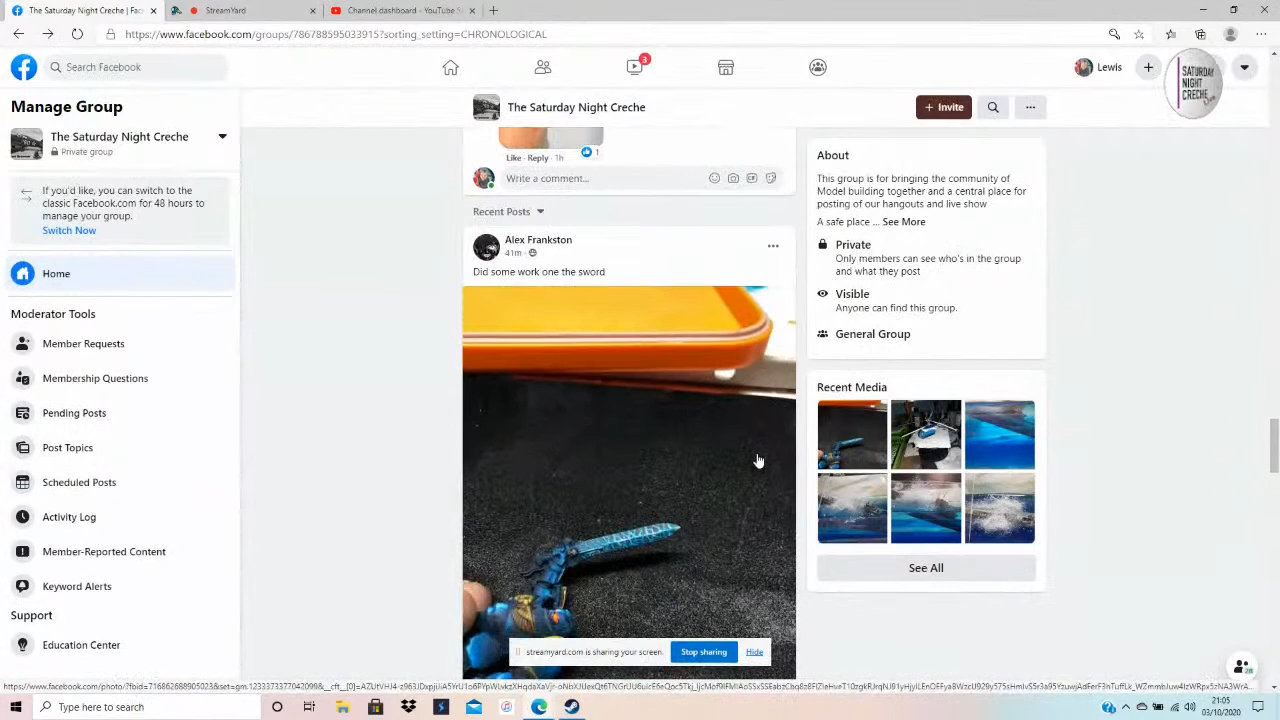 The Saturday Night Creche | Fac
StreamYard
Channel dashboard - YouTube S
https://www.facebook.com/groups/786788595033915?sorting_setting=CHRONOLOGICAL
Search Facebook
3
Lewis
SATURDAY
NIGHT
CRECHE
Live
Manage Group
The Saturday Night Creche
Private group
If you'd like, you can switch to the
classic Facebook.com for 48 hours to
manage your group.
Switch Now
Home
Moderator Tools
Member Requests
Membership Questions
Pending Posts
Post Topics
Scheduled Posts
Activity Log
Member-Reported Content
Keyword Alerts
Support
Education Center
The Saturday Night Creche
+ Invite
Like · Reply · 1h
1
Write a comment...
Recent Posts
Alex Frankston
41m
Did some work one the sword
About
This group is for bringing the community of
Model building together and a central place for
posting of our hangouts and live show
A safe place ... See More
Private
Only members can see who's in the group
and what they post
Visible
Anyone can find this group.
General Group
Recent Media
See All
streamyard.com is sharing your screen.
Stop sharing
Hide
Type here to search
21:05
03/10/2020